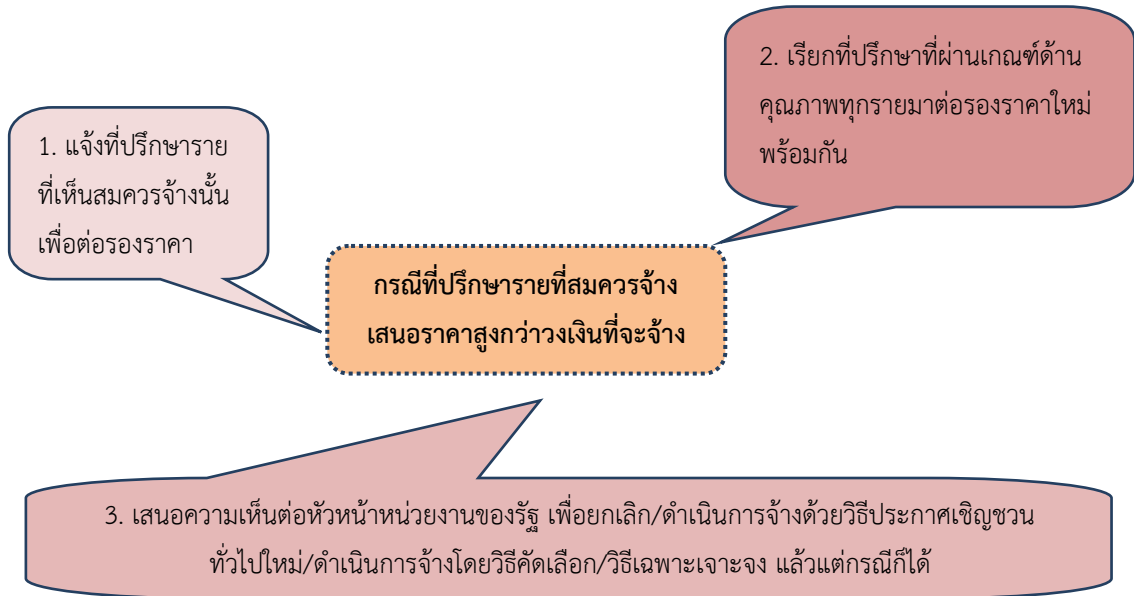 1. แจ้งที่ปรึกษาราย
ที่เห็นสมควรจ้างนั้น
เพื่อต่อรองราคา
2. เรียกที่ปรึกษาที่ผ่านเกณฑ์ด้าน
คุณภาพทุกรายมาต่อรองราคาใหม่
พร้อมกัน
กรณีที่ปรึกษารายที่สมควรจ้าง
เสนอราคาสูงกว่าวงเงินที่จะจ้าง
3. เสนอความเห็นต่อหัวหน้าหน่วยงานของรัฐ เพื่อยกเลิก/ดำเนินการจ้างด้วยวิธีประกาศเชิญชวน
ทั่วไปใหม่/ดำเนินการจ้างโดยวิธีคัดเลือก/วิธีเฉพาะเจาะจง แล้วแต่กรณีก็ได้